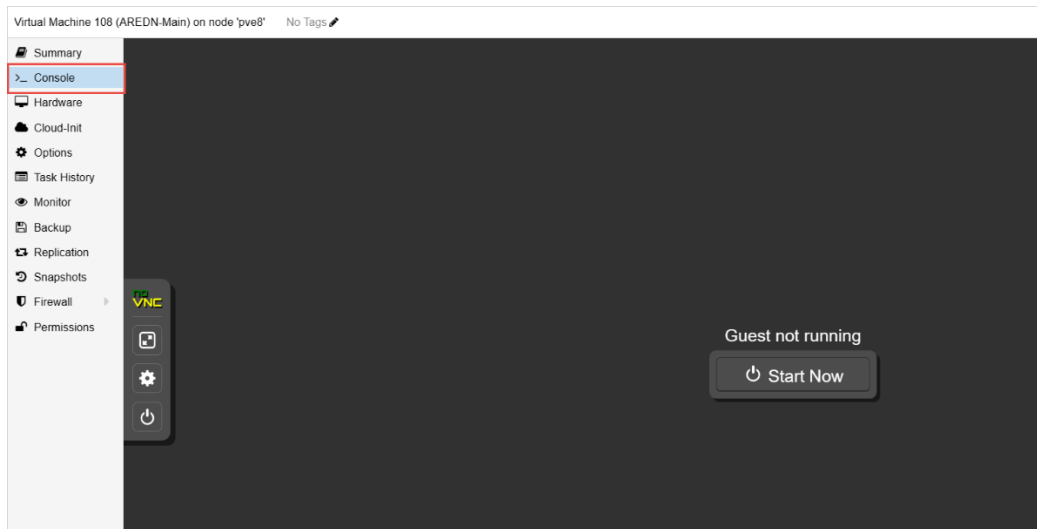 Virtual Machine 108 (AREDN-Main) on node 'pve8' No Tags
Summary
>_ Console
Hardware
Cloud-Init
Options
Task History
Monitor
Backup
Replication
Snapshots
Firewall
Permissions
no
VNC
Guest not running
Start Now